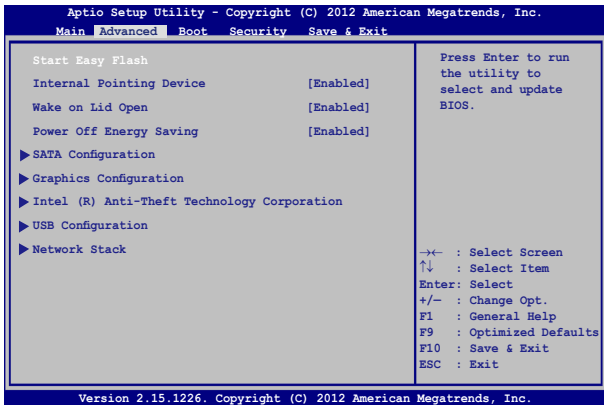 Aptio Setup Utility - Copyright (C) 2012 American Megatrends, Inc.
Main Advanced Boot Security Save & Exit
Start Easy Flash
Internal Pointing Device [Enabled]
Wake on Lid Open [Enabled]
Power Off Energy Saving [Enabled]
SATA Configuration
Graphics Configuration
Intel (R) Anti-Theft Technology Corporation
USB Configuration
Network Stack
Press Enter to run
the utility to
select and update
BIOS.
→← : Select Screen
↑↓ : Select Item
Enter: Select
+/— : Change Opt.
F1 : General Help
F9 : Optimized Defaults
F10 : Save & Exit
ESC : Exit
Version 2.15.1226. Copyright (C) 2012 American Megatrends, Inc.